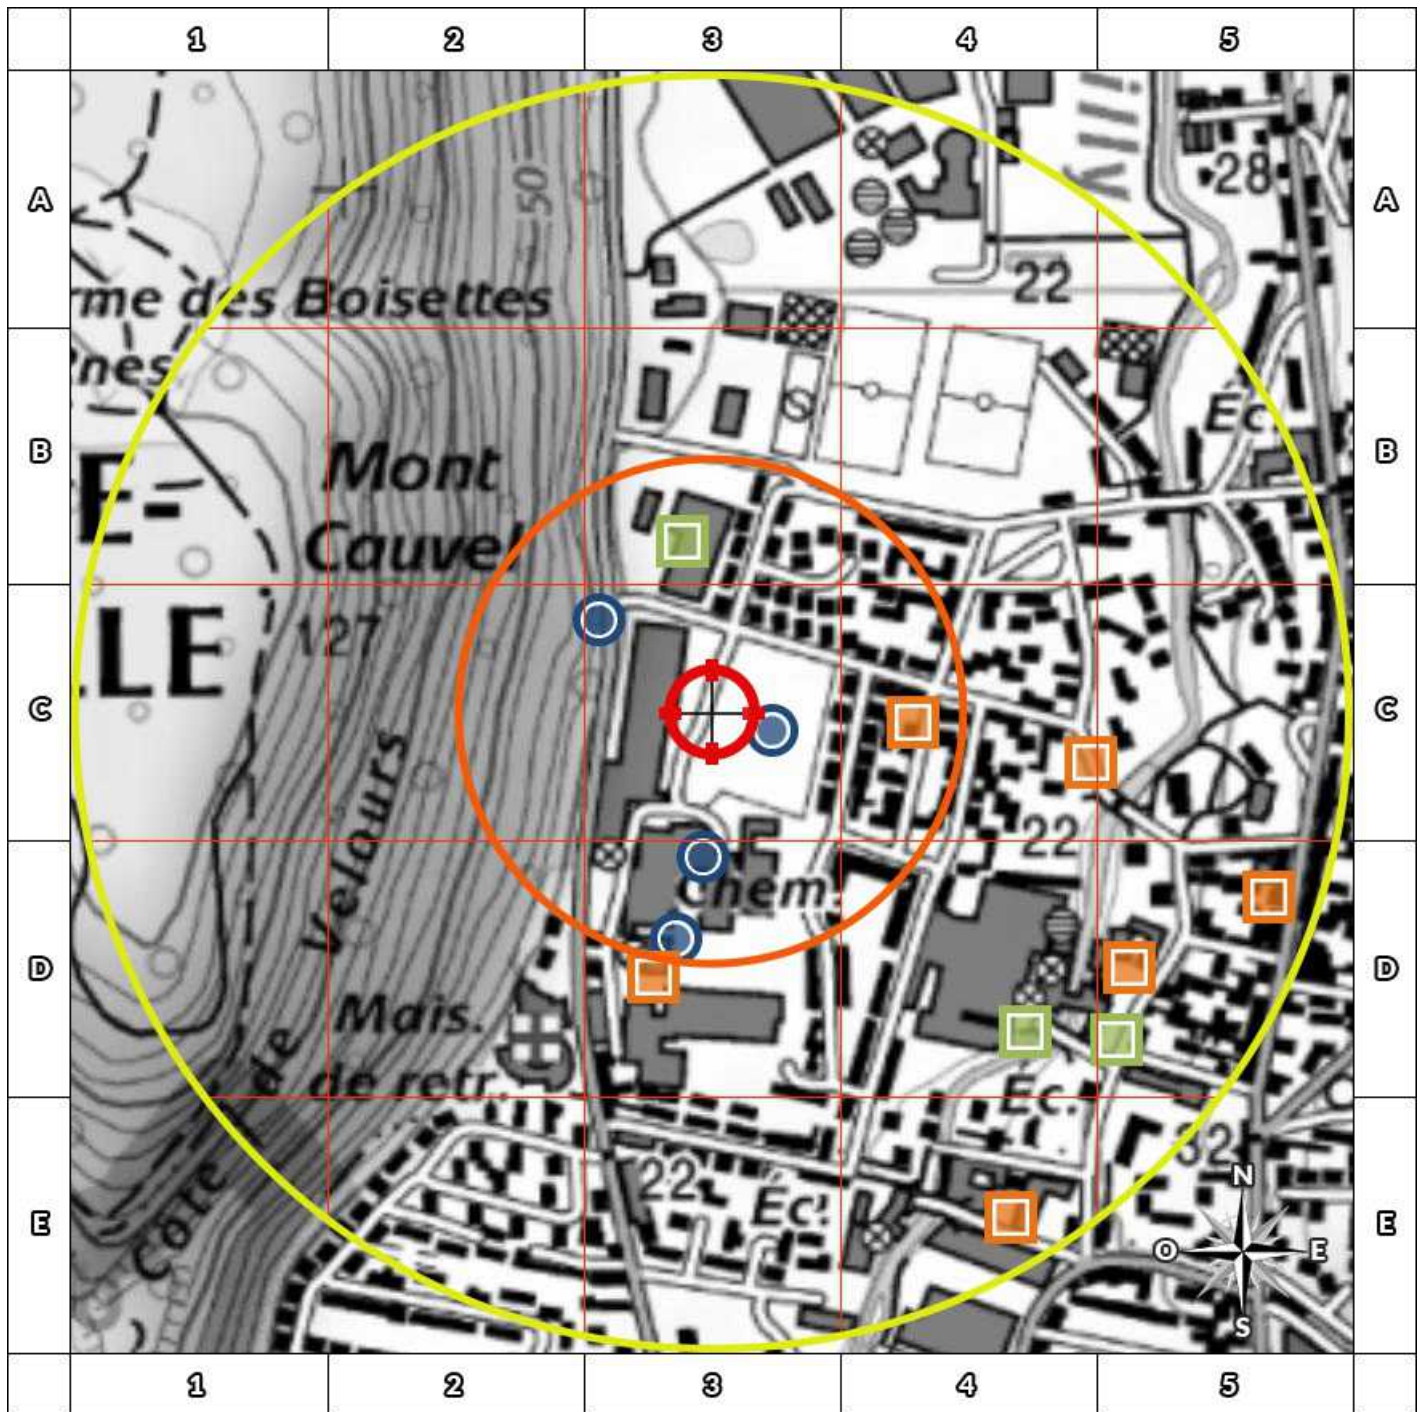 1 2 3 4 5
A A
28
50
22
rme des Boisettes
nes
B B
Éc.
Mont
E-
Cauvel
LLE
127
C C
22
Chem.
Velours
D D
Mais.
de
de retr.
Éc.
32
N
22
Éc.
E E
Côte
O E
S
1 2 3 4 5